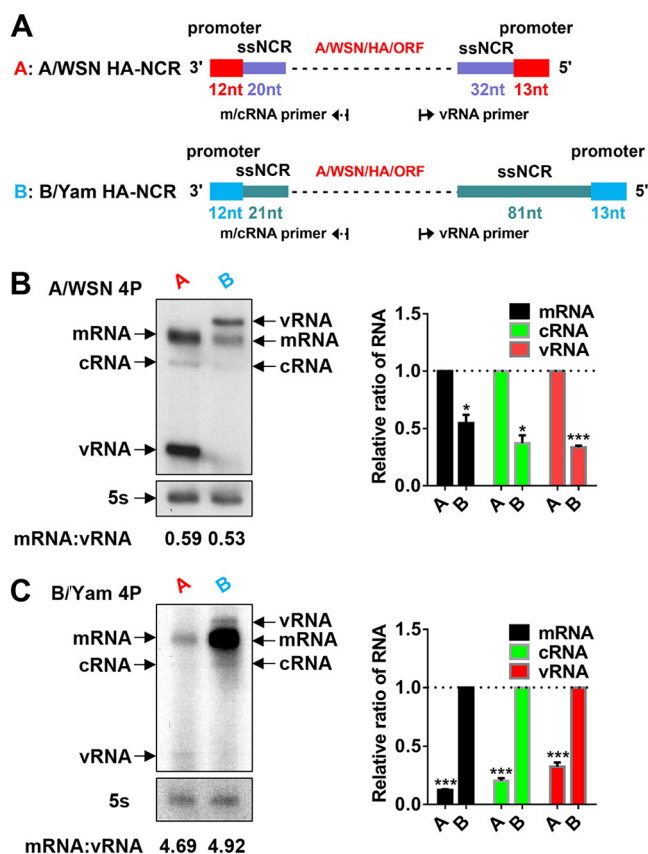 A
promoter
promoter
ssNCR
A/WSN/HA/ORF
ssNCR
A: A/WSN HA-NCR 3' 5'
12nt 20nt 32nt 13nt
m/cRNA primer vRNA primer
promoter
promoter
ssNCR
A/WSN/HA/ORF
ssNCR
B: B/Yam HA-NCR 3' 5'
12nt 21nt 81nt 13nt
m/cRNA primer vRNA primer
B
A/WSN 4P
A B
mRNA
cRNA
vRNA
vRNA
mRNA
cRNA
5s
mRNA:vRNA 0.59 0.53
Relative ratio of RNA
1.5
1.0
0.5
0.0
mRNA
cRNA
vRNA
* * ***
A B A B A B
C
B/Yam 4P
A B
mRNA
cRNA
vRNA
vRNA
mRNA
cRNA
5s
mRNA:vRNA 4.69 4.92
Relative ratio of RNA
1.5
1.0
0.5
0.0
mRNA
cRNA
vRNA
*** *** ***
A B A B A B